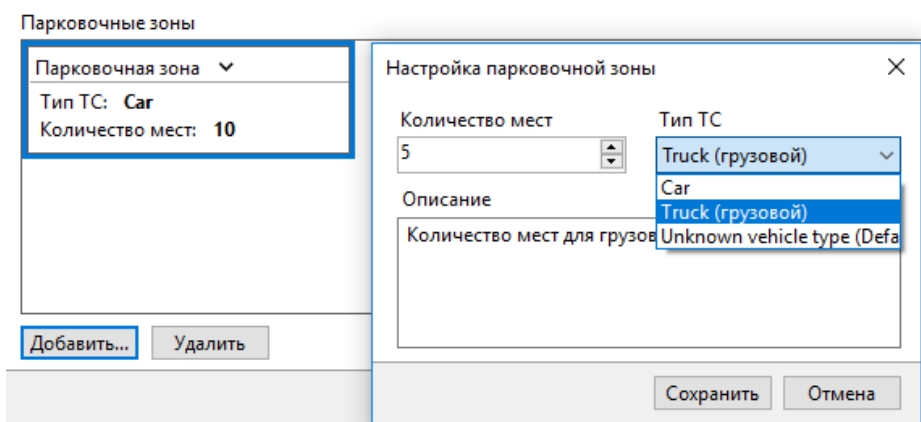 Парковочные зоны
Парковочная зона
Тип ТС: Car
Количество мест: 10
Добавить...
Удалить
Настройка парковочной зоны
Количество мест
Тип ТС
5
Truck (грузовой)
Car
Truck (грузовой)
Unknown vehicle type (Defa
Описание
Количество мест для грузов
Сохранить
Отмена